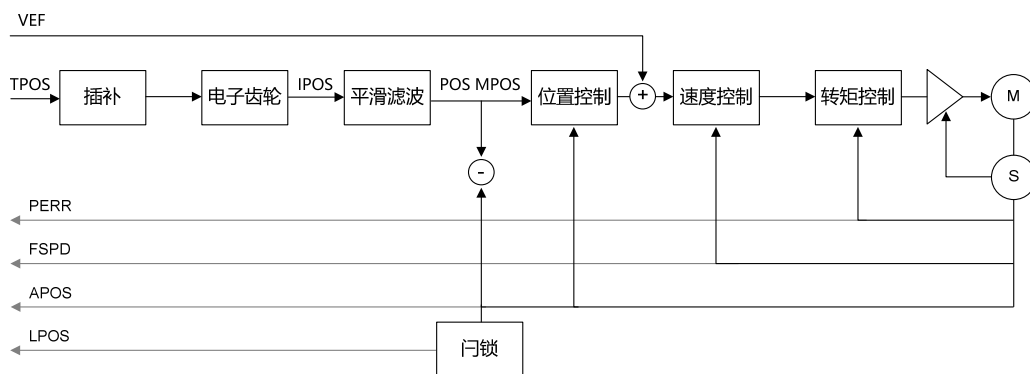 VEF
TPOS
插补
电子齿轮
IPOS
平滑滤波
POS MPOS
位置控制
+
速度控制
转矩控制
M
-
S
PERR
FSPD
APOS
LPOS
闩锁